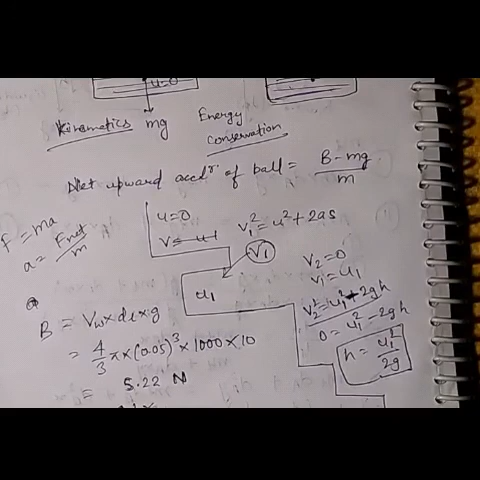 u=0
mg
Kinematics
Energy
Conservation
Net upward acclʳ. of ball = B - mg / m
F = ma
a = Fnet / m
u=0
v
V₁² = u² + 2as
V₁
u₁
V₂=0
V₁ = u₁
V₂² = u₁² - 2gh
0 = u₁² - 2gh
h = u₁² / 2g
B = Vw × dl × g
= 4/3 π × (0.05)³ × 1000 × 10
= 5.22 N